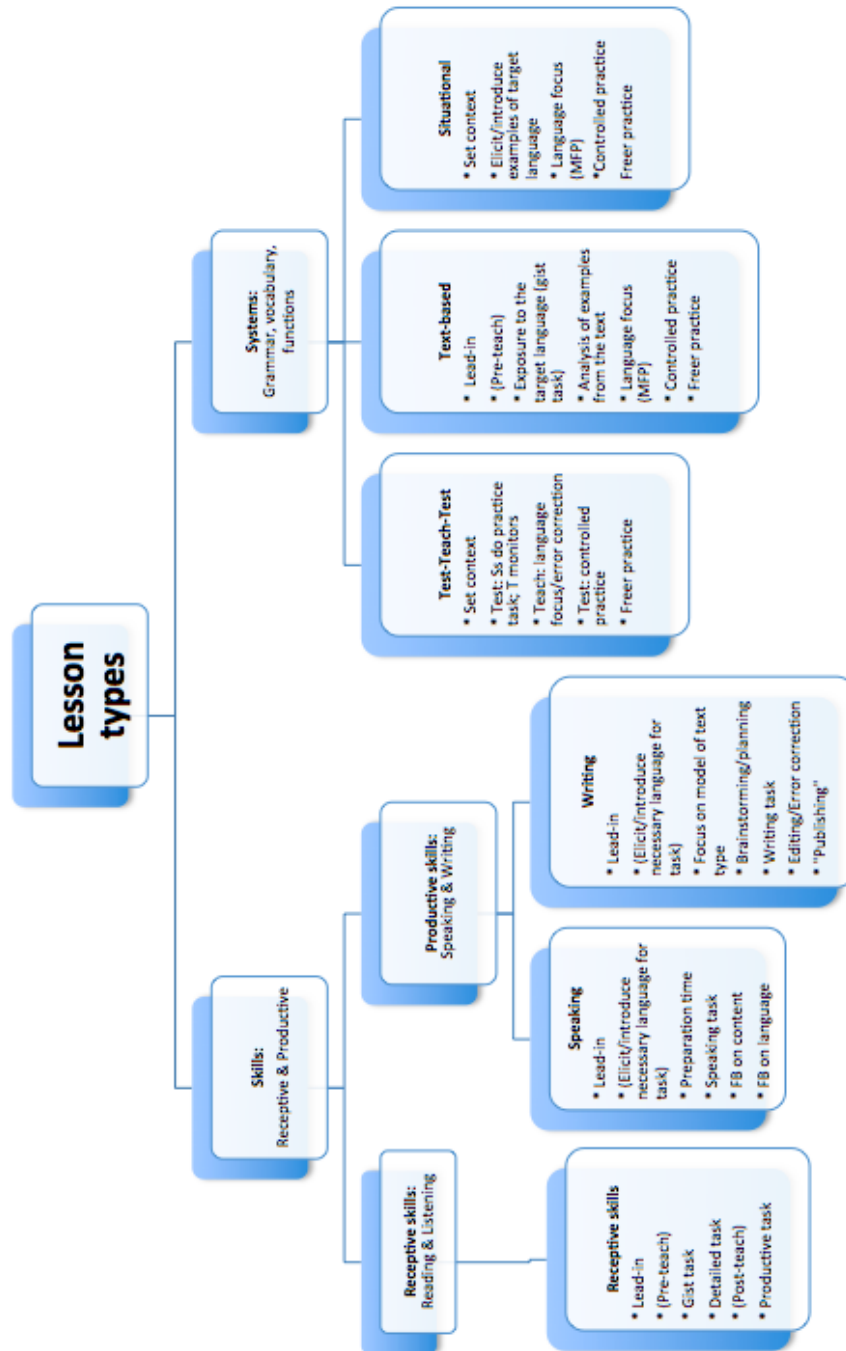 Lesson
types
Skills:
Receptive & Productive
Systems:
Grammar, vocabulary,
functions
Receptive skills:
Reading & Listening
Productive skills:
Speaking & Writing
Receptive skills
* Lead-in
* (Pre-teach)
* Gist task
* Detailed task
* (Post-teach)
* Productive task
Speaking
* Lead-in
* (Elicit/introduce
necessary language for
task)
* Preparation time
* Speaking task
* FB on content
* FB on language
Writing
* Lead-in
* (Elicit/introduce
necessary language for
task)
* Focus on model of text
type
* Brainstorming/planning
* Writing task
* Editing/Error correction
* "Publishing"
Test-Teach-Test
* Set context
* Test: Ss do practice
task; T monitors
* Teach: language
focus/error correction
* Test: controlled
practice
* Freer practice
Text-based
* Lead-in
* (Pre-teach)
* Exposure to the
target language (gist
task)
* Analysis of examples
from the text
* Language focus
(MFP)
* Controlled practice
* Freer practice
Situational
* Set context
* Elicit/introduce
examples of target
language
* Language focus
(MFP)
*Controlled practice
Freer practice